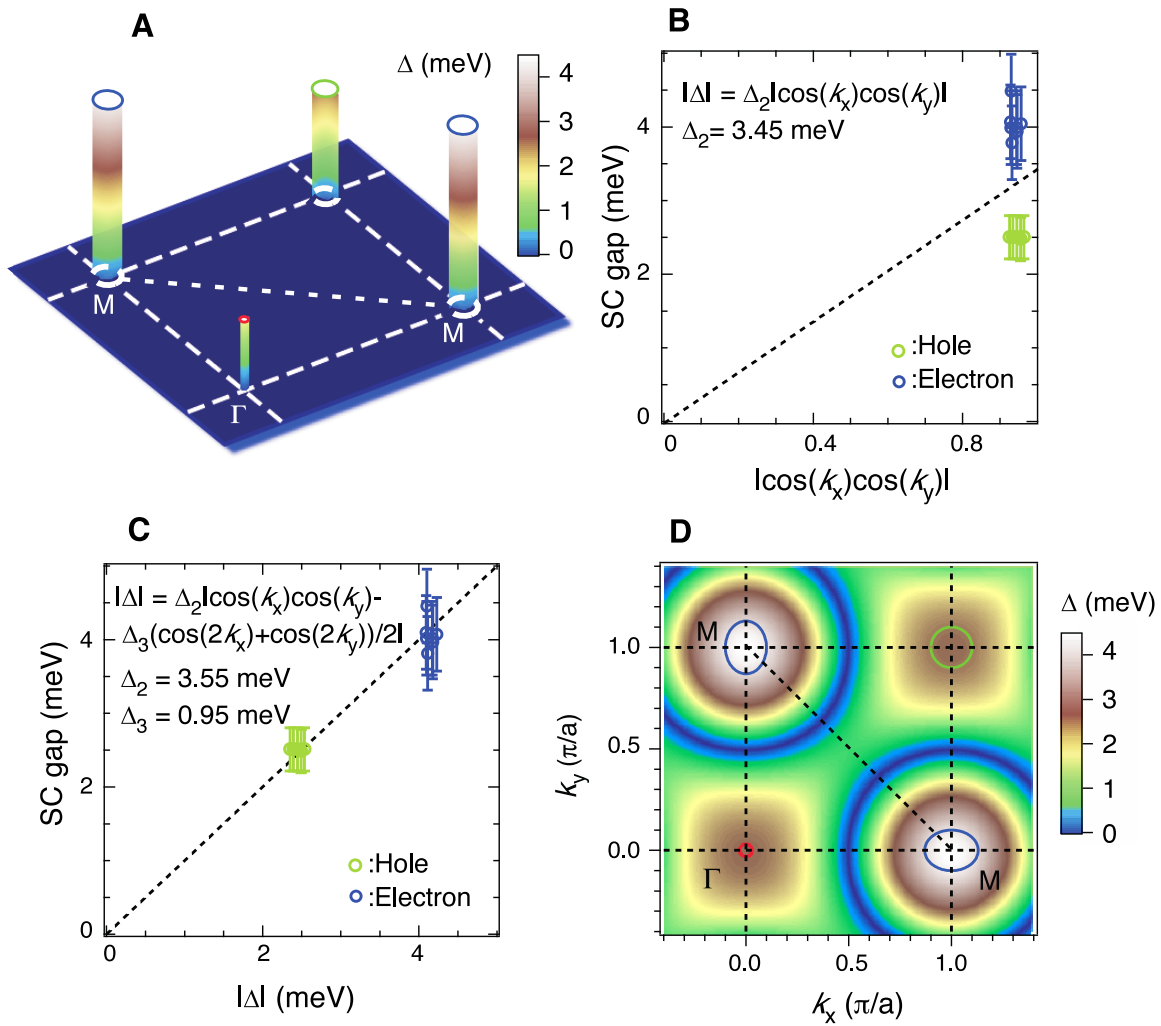 A
Δ (meV)
4
3
2
1
0
M
M
Γ
B
|Δ| = Δ2|cos(kx)cos(ky)|
Δ2= 3.45 meV
SC gap (meV)
4
2
0
:Hole
:Electron
0
0.4
0.8
|cos(kx)cos(ky)|
C
|Δ| = Δ2|cos(kx)cos(ky)-
Δ3(cos(2kx)+cos(2ky))/2|
Δ2 = 3.55 meV
Δ3 = 0.95 meV
SC gap (meV)
4
2
0
:Hole
:Electron
0
2
4
|Δ| (meV)
D
Δ (meV)
4
3
2
1
0
M
Γ
M
ky (π/a)
1.0
0.5
0.0
0.0
0.5
1.0
kx (π/a)